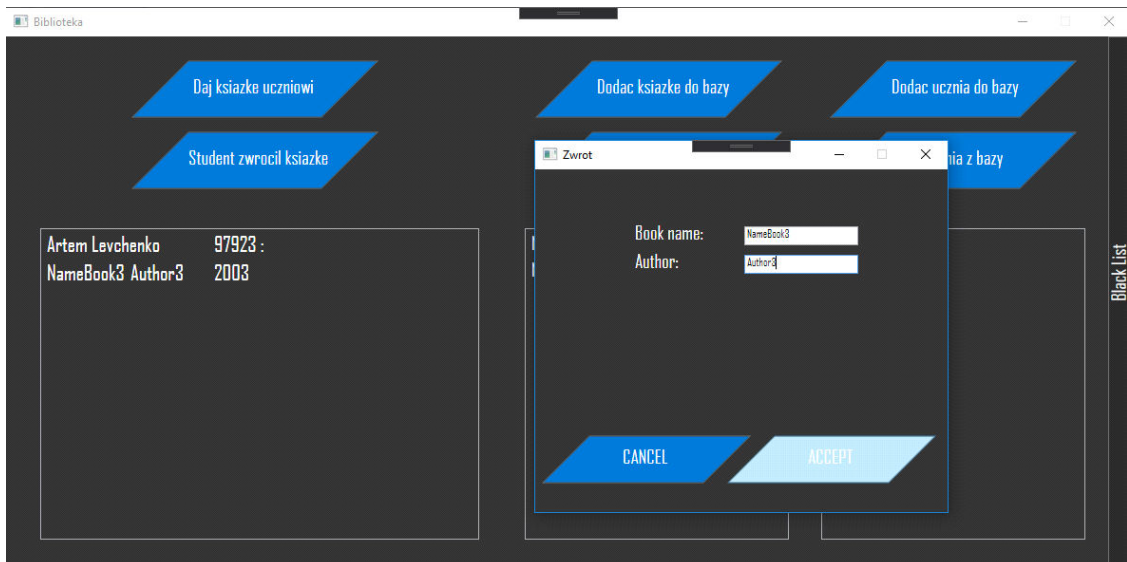 Biblioteka
Daj ksiazke uczniowi
Dodac ksiazke do bazy
Dodac ucznia do bazy
Student zwrocil ksiazke
nia z bazy
Zwrot
Artem Levchenko 97923 :
NameBook3 Author3 2003
Book name: NameBook3
Author: Author3
CANCEL
ACCEPT
Black List